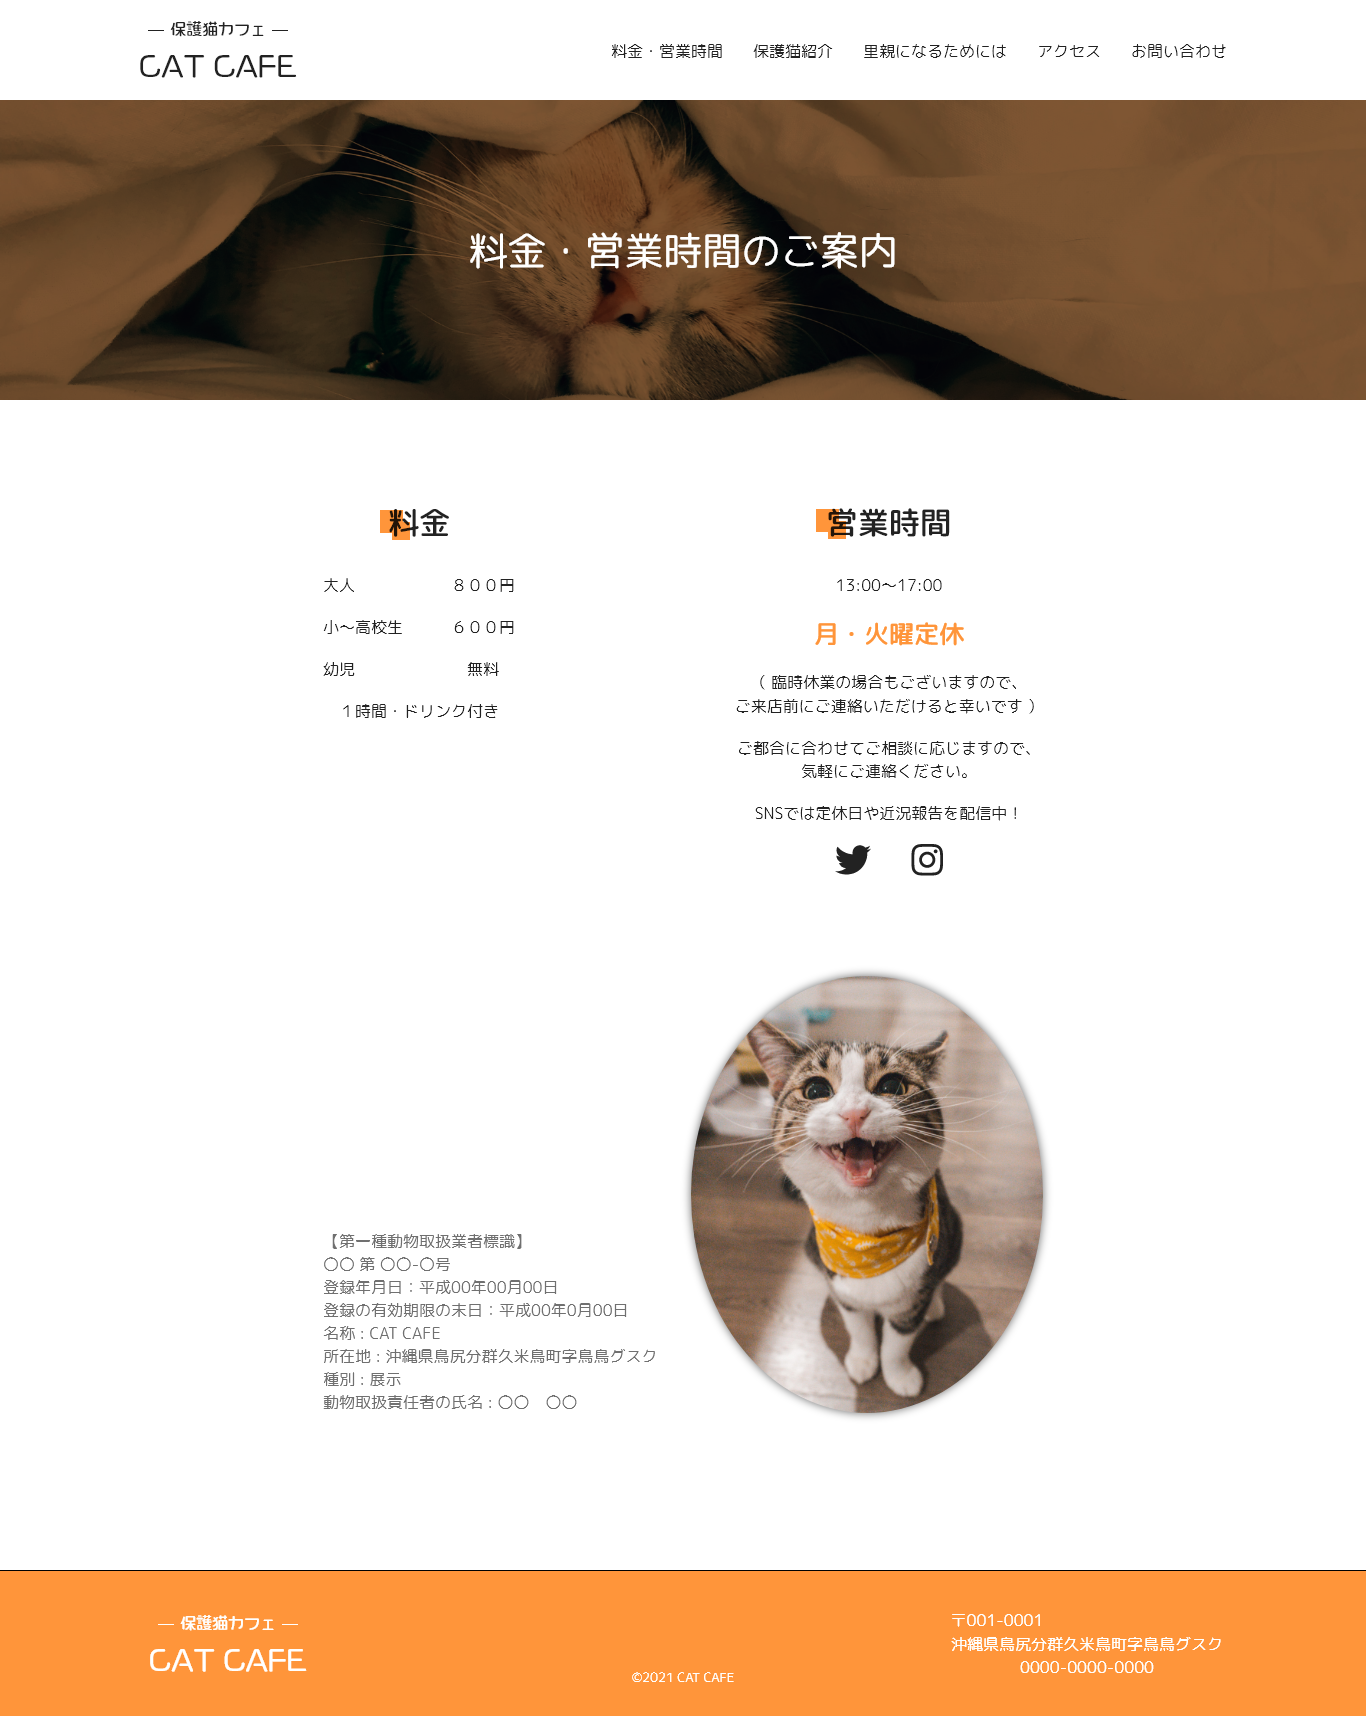 ― 保護猫カフェ ―
CAT CAFE
料金・営業時間 保護猫紹介 里親になるためには アクセス お問い合わせ
料金・営業時間のご案内
料金
大人 ８００円
小～高校生 ６００円
幼児 無料
１時間・ドリンク付き
営業時間
13:00～17:00
月・火曜定休
（ 臨時休業の場合もございますので、
ご来店前にご連絡いただけると幸いです ）
ご都合に合わせてご相談に応じますので、
気軽にご連絡ください。
SNSでは定休日や近況報告を配信中！
【第一種動物取扱業者標識】
〇〇 第 〇〇-〇号
登録年月日：平成00年00月00日
登録の有効期限の末日：平成00年0月00日
名称 : CAT CAFE
所在地 : 沖縄県島尻分群久米島町字鳥島グスク
種別 : 展示
動物取扱責任者の氏名 : 〇〇　〇〇
― 保護猫カフェ ―
CAT CAFE
©2021 CAT CAFE
〒001-0001
沖縄県島尻分群久米島町字鳥島グスク
0000-0000-0000